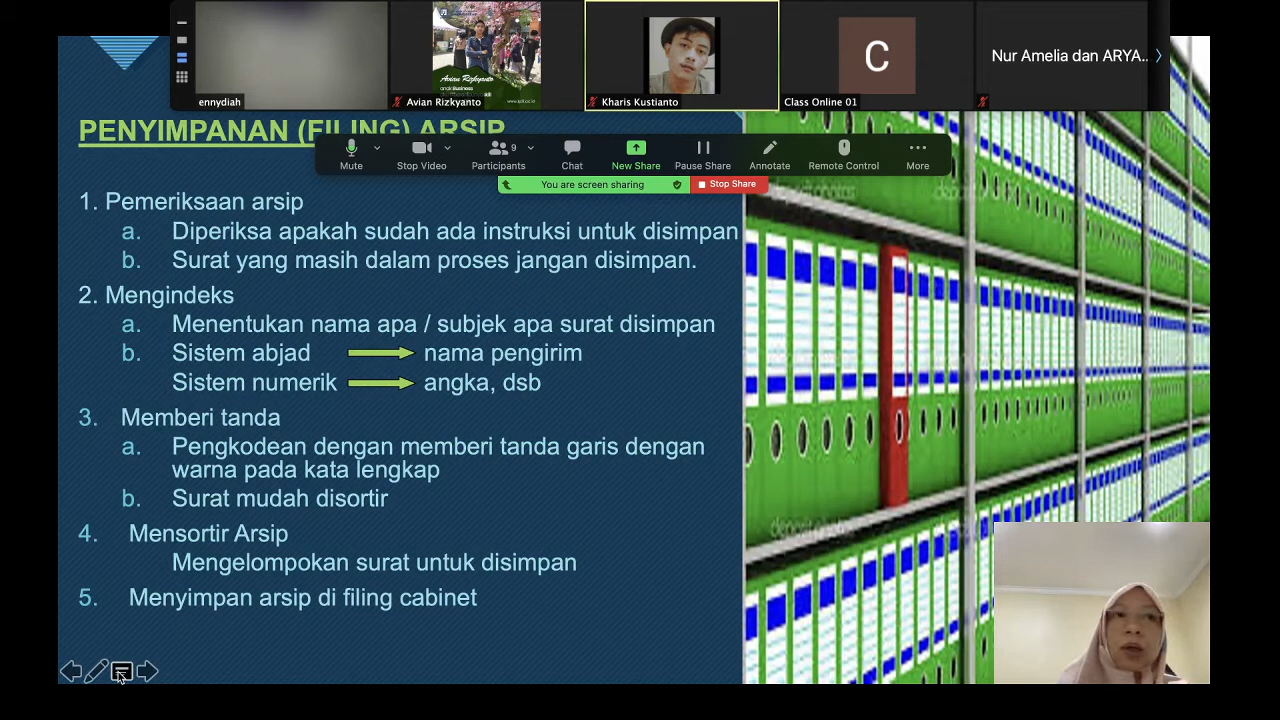 ennydiah
Avian Rizkyanto
Avian Rizkyanto
Kharis Kustianto
C
Class Online 01
Nur Amelia dan ARYA...
PENYIMPANAN (FILING) ARSIP
Mute
Stop Video
Participants
9
Chat
New Share
Pause Share
Annotate
Remote Control
More
You are screen sharing
Stop Share
1. Pemeriksaan arsip
a. Diperiksa apakah sudah ada instruksi untuk disimpan
b. Surat yang masih dalam proses jangan disimpan.
2. Mengindeks
a. Menentukan nama apa / subjek apa surat disimpan
b. Sistem abjad nama pengirim
Sistem numerik angka, dsb
3. Memberi tanda
a. Pengkodean dengan memberi tanda garis dengan
warna pada kata lengkap
b. Surat mudah disortir
4. Mensortir Arsip
Mengelompokan surat untuk disimpan
5. Menyimpan arsip di filing cabinet